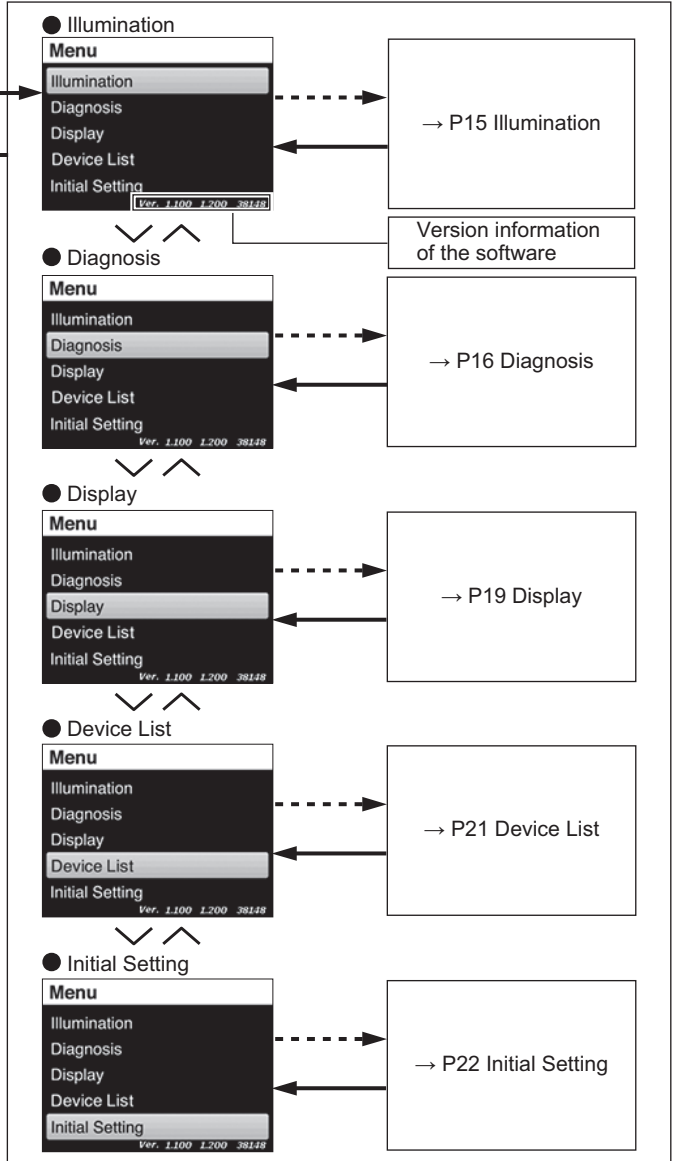 ● Illumination
Menu
Illumination
Diagnosis
Display
Device List
Initial Setting
Ver. 1.100 1.200 38148
→ P15 Illumination
Version information
of the software
● Diagnosis
Menu
Illumination
Diagnosis
Display
Device List
Initial Setting
Ver. 1.100 1.200 38148
→ P16 Diagnosis
● Display
Menu
Illumination
Diagnosis
Display
Device List
Initial Setting
Ver. 1.100 1.200 38148
→ P19 Display
● Device List
Menu
Illumination
Diagnosis
Display
Device List
Initial Setting
Ver. 1.100 1.200 38148
→ P21 Device List
● Initial Setting
Menu
Illumination
Diagnosis
Display
Device List
Initial Setting
Ver. 1.100 1.200 38148
→ P22 Initial Setting